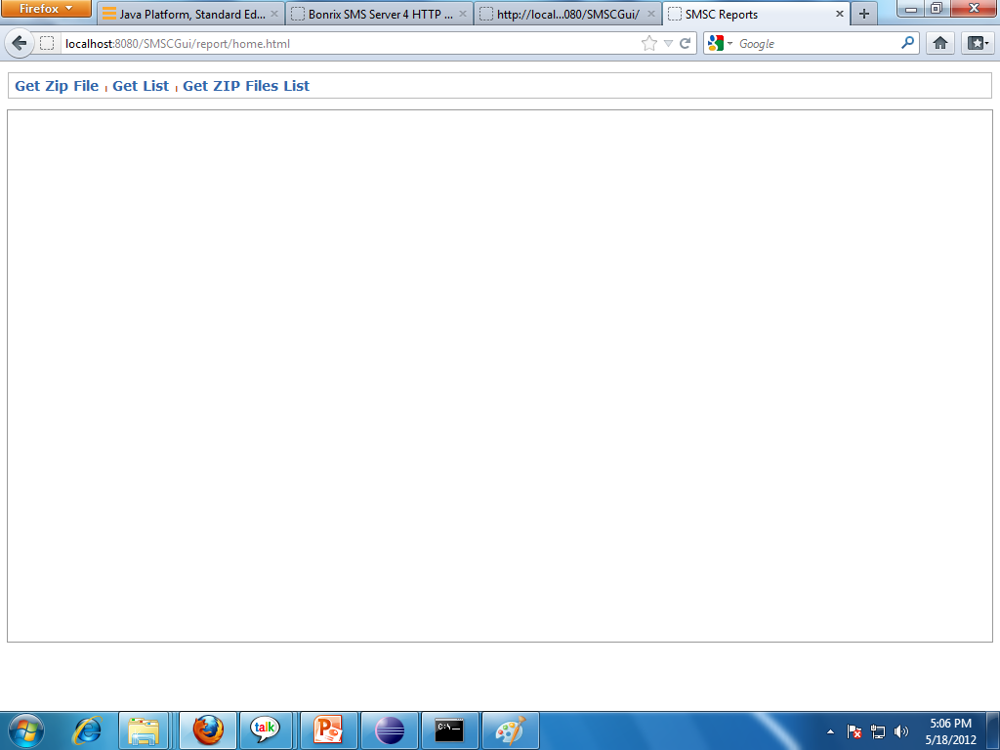 Firefox
Java Platform, Standard Ed...
Bonrix SMS Server 4 HTTP ...
http://local...080/SMSCGui/
SMSC Reports
localhost:8080/SMSCGui/report/home.html
Google
Get Zip File
Get List
Get ZIP Files List
talk
C:\_
5:06 PM
5/18/2012